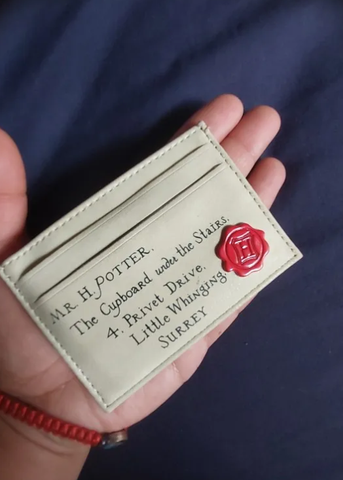 MR. H. POTTER.
The Cupboard under the Stairs.
4. Privet Drive.
Little Whinging
SURREY
H